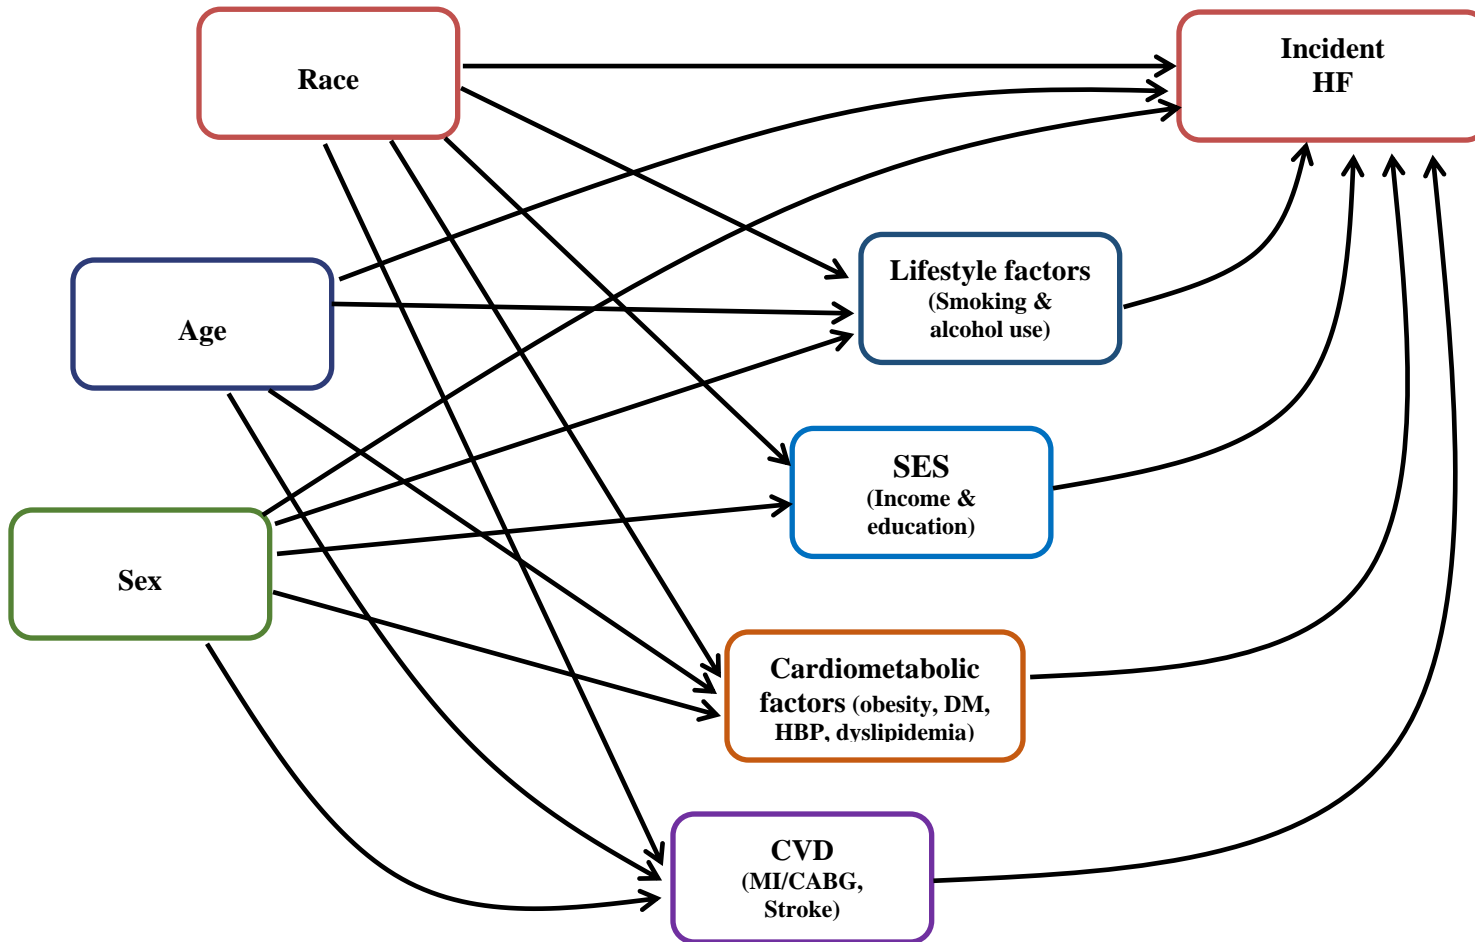 Race
Incident
HF
Lifestyle factors
(Smoking &
alcohol use)
Age
SES
(Income &
education)
Sex
Cardiometabolic
factors (obesity, DM,
HBP, dyslipidemia)
CVD
(MI/CABG,
Stroke)